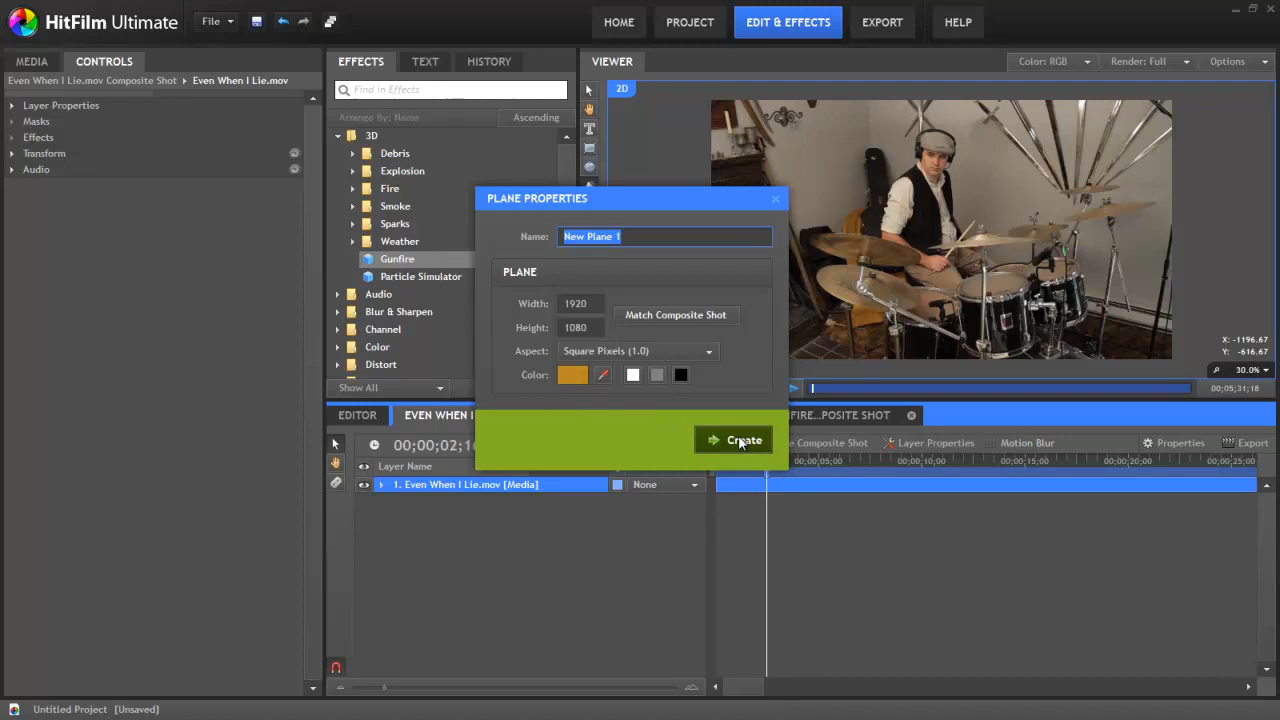 HitFilm Ultimate
File
HOME
PROJECT
EDIT & EFFECTS
EXPORT
HELP
MEDIA
CONTROLS
Even When I Lie.mov Composite Shot
Even When I Lie.mov
Layer Properties
Masks
Effects
Transform
Audio
EFFECTS
TEXT
HISTORY
Find in Effects
Arrange By: Name
Ascending
3D
Debris
Explosion
Fire
Smoke
Sparks
Weather
Gunfire
Particle Simulator
Audio
Blur & Sharpen
Channel
Color
Distort
Show All
VIEWER
Color: RGB
Render: Full
Options
2D
X: -1196.67
Y: -616.67
30.0%
00;05;31;18
PLANE PROPERTIES
Name:
New Plane 1
PLANE
Width:
1920
Match Composite Shot
Height:
1080
Aspect:
Square Pixels (1.0)
Color:
Create
EDITOR
EVEN WHEN I
FIRE...POSITE SHOT
00;00;02;1
e Composite Shot
Layer Properties
Motion Blur
Properties
Export
Layer Name
00;00;05;00
00;00;10;00
00;00;15;00
00;00;20;00
00;00;25;00
1. Even When I Lie.mov [Media]
None
Untitled Project
[Unsaved]